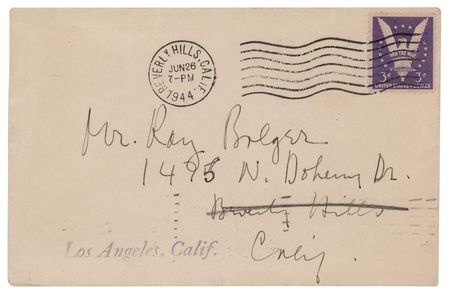 BEVERLY HILLS, CALIF.
JUN 26
7-PM
1944
WIN THE WAR
3¢ 3¢
UNITED STATES POSTAGE
Mr. Ray Bolger
1495 N. Doheny Dr.
Beverly Hills
Los Angeles, Calif.
Calif.